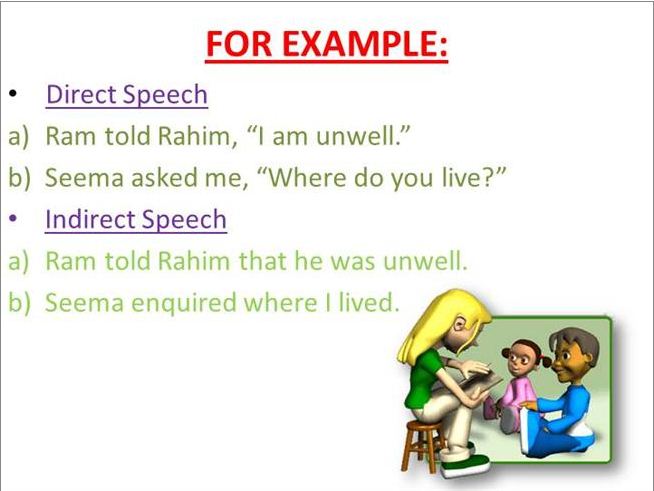 FOR EXAMPLE:
• Direct Speech
a) Ram told Rahim, “I am unwell.”
b) Seema asked me, “Where do you live?”
• Indirect Speech
a) Ram told Rahim that he was unwell.
b) Seema enquired where I lived.